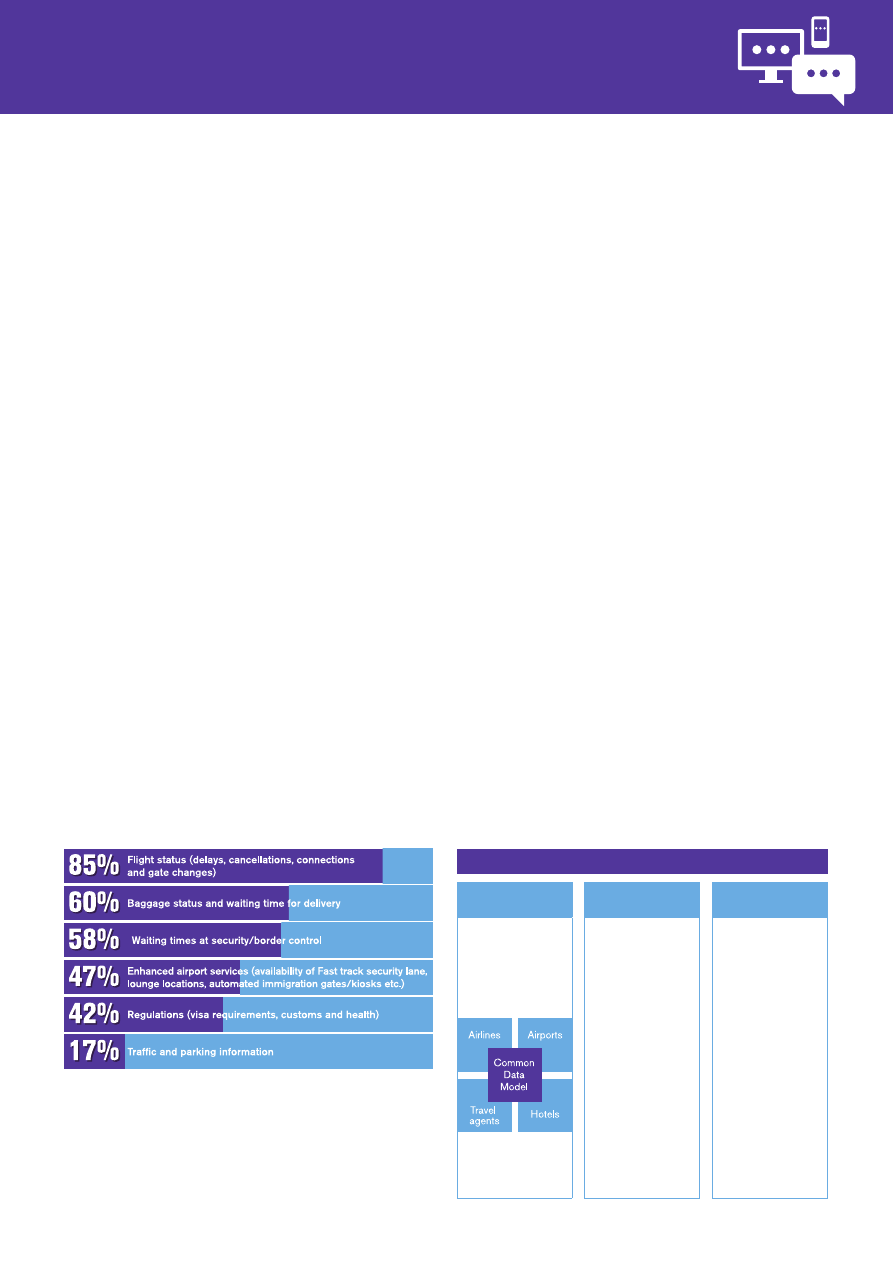 85% Flight status (delays, cancellations, connections
and gate changes)
60% Baggage status and waiting time for delivery
58% Waiting times at security/border control
47% Enhanced airport services (availability of Fast track security lane,
lounge locations, automated immigration gates/kiosks etc.)
42% Regulations (visa requirements, customs and health)
17% Traffic and parking information
Airlines Airports
Common
Data
Model
Travel
agents
Hotels